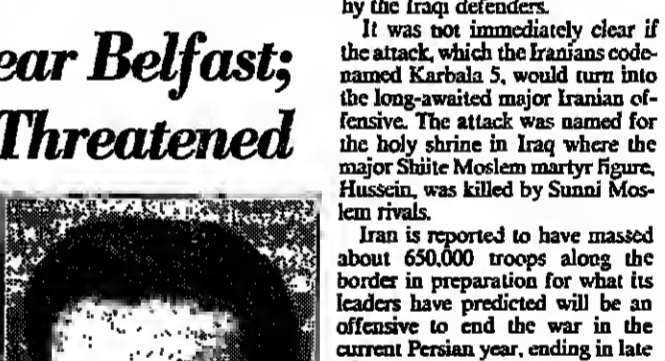 ear Belfast;
Threatened
by the Iraqi defenders.
It was not immediately clear if
the attack, which the Iranians code-
named Karbala 5, would turn into
the long-awaited major Iranian of-
fensive. The attack was named for
the holy shrine in Iraq where the
major Shiite Moslem martyr figure,
Hussein, was killed by Sunni Mos-
lem rivals.
Iran is reported to have massed
about 650,000 troops along the
border in preparation for what its
leaders have predicted will be an
offensive to end the war in the
current Persian year, ending in late